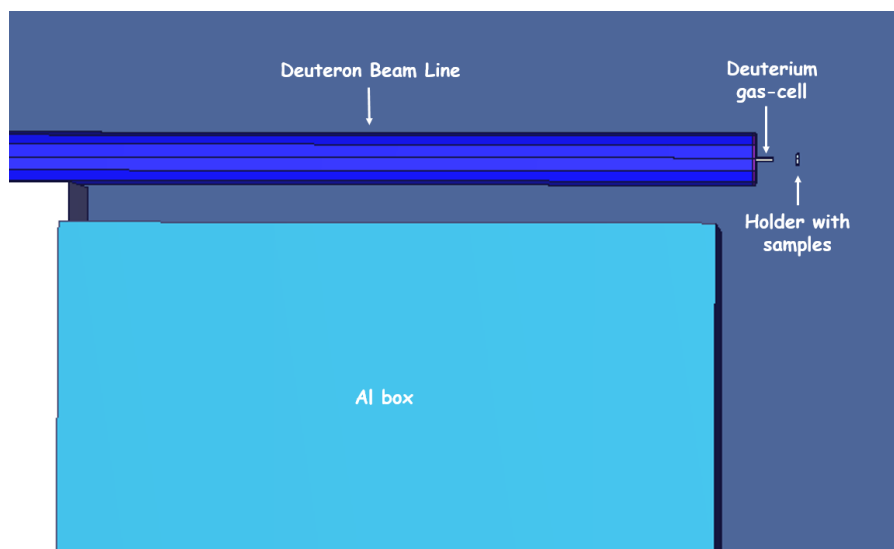 Deuteron Beam Line
Deuterium
gas-cell
Holder with
samples
Al box